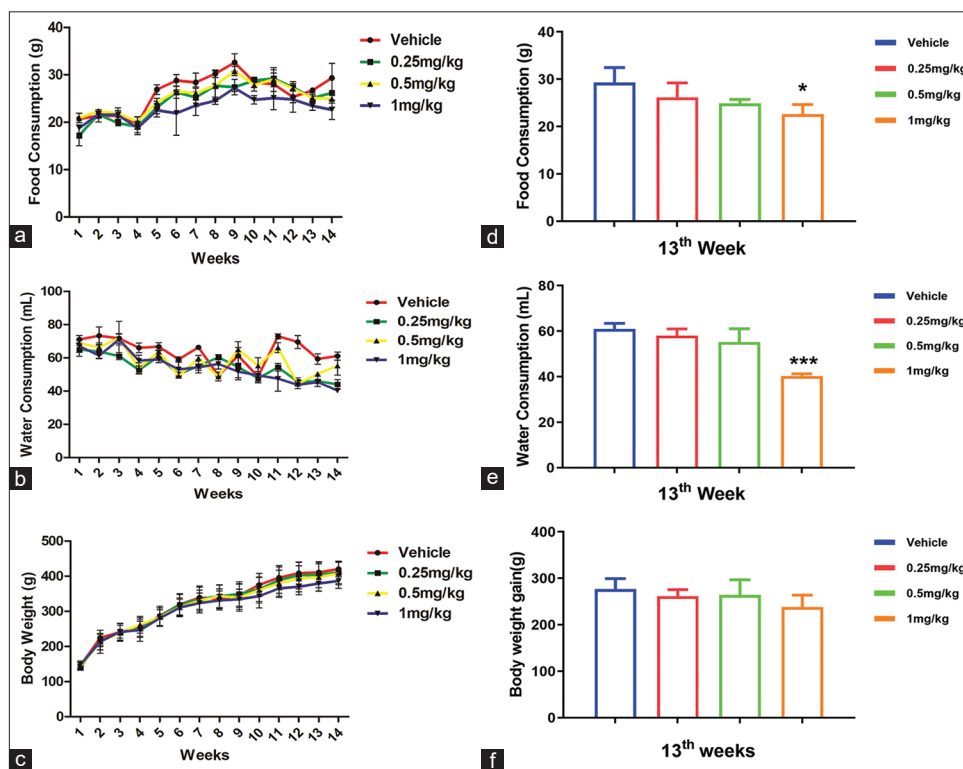 Food Consumption (g)
40
30
20
10
0
1 2 3 4 5 6 7 8 9 10 11 12 13 14
Weeks
Vehicle
0.25mg/kg
0.5mg/kg
1mg/kg
a
Food Consumption (g)
40
30
20
10
0
*
13th Week
Vehicle
0.25mg/kg
0.5mg/kg
1mg/kg
d
Water Consumption (mL)
100
80
60
40
20
0
1 2 3 4 5 6 7 8 9 10 11 12 13 14
Weeks
Vehicle
0.25mg/kg
0.5mg/kg
1mg/kg
b
Water Consumption (mL)
80
60
40
20
0
***
13th Week
Vehicle
0.25mg/kg
0.5mg/kg
1mg/kg
e
Body Weight (g)
500
400
300
200
100
0
1 2 3 4 5 6 7 8 9 10 11 12 13 14
Weeks
Vehicle
0.25mg/kg
0.5mg/kg
1mg/kg
c
Body weight gain(g)
400
300
200
100
0
13th weeks
Vehicle
0.25mg/kg
0.5mg/kg
1mg/kg
f